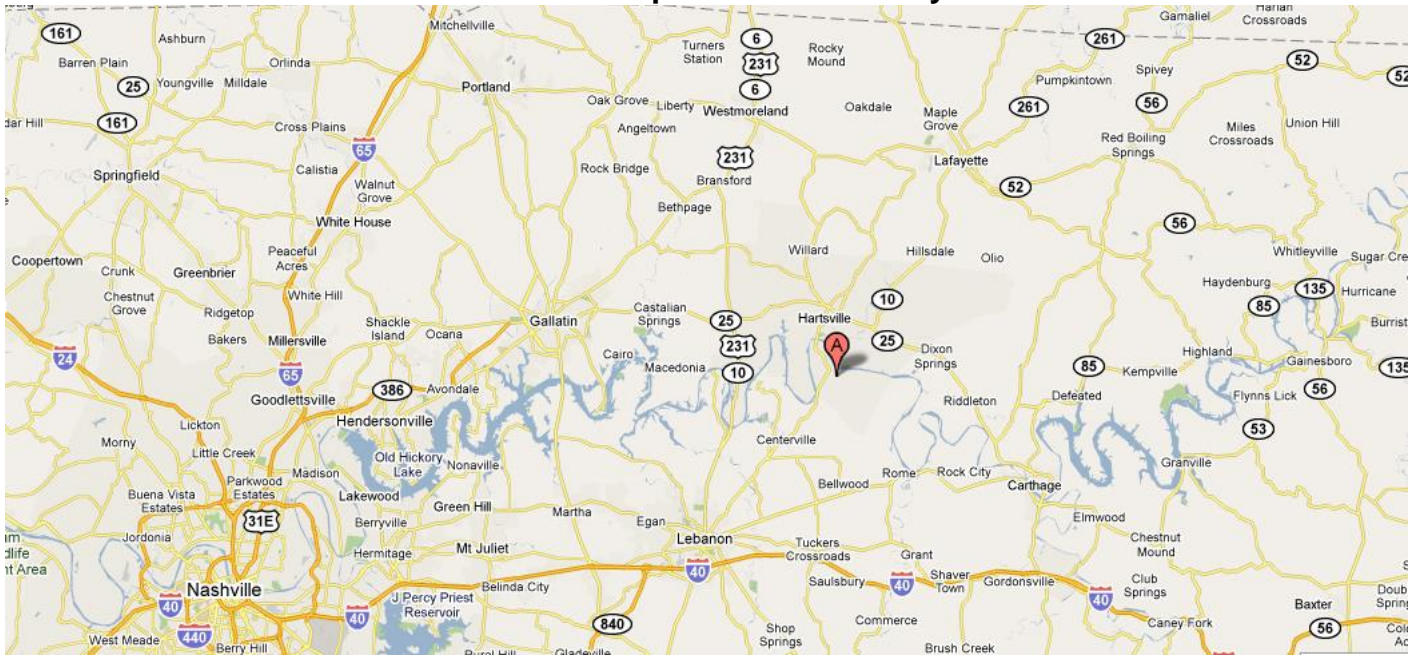 161
Ashburn
Mitchellville
Turners
Station
6
231
6
Rocky
Mound
261
Gamaliel
Harlan
Crossroads
Barren Plain
25
Youngville
Milldale
Orlinda
Portland
Oak Grove
Liberty
Westmoreland
Oakdale
Pumpkintown
Spivey
52
52
161
Cross Plains
Angeltown
Maple
Grove
261
56
Red Boiling
Springs
Miles
Crossroads
Union Hill
65
231
Springfield
Calistia
Walnut
Grove
Rock Bridge
Bransford
Lafayette
52
White House
Bethpage
56
Coopertown
Crunk
Greenbrier
Peaceful
Acres
Willard
Hillsdale
Olio
Whitleyville
Chestnut
Grove
White Hill
Haydenburg
135
Hurricane
85
Ridgetop
Bakers
Millersville
Shackle
Island
Ocana
Gallatin
Castalian
Springs
25
Hartsville
10
24
65
231
A
25
Dixon
Springs
Cairo
Macedonia
10
Highland
Gainesboro
135
Goodlettsville
386
Avondale
85
Kempville
56
Flynns Lick
Hendersonville
Riddleton
Defeated
Lickton
53
Morny
Little Creek
Old Hickory
Lake
Nonaville
Centerville
Granville
Madison
Parkwood
Estates
Buena Vista
Estates
Lakewood
Green Hill
Bellwood
Rome
Rock City
Carthage
31E
Berryville
Martha
Egan
Elmwood
Jordonia
Hermitage
Mt Juliet
Lebanon
Tuckers
Crossroads
Grant
Chestnut
Mound
Nashville
40
Belinda City
40
Saulsbury
40
Shaver
Town
Gordonsville
40
Club
Springs
40
J Percy Priest
Reservoir
840
Commerce
Caney Fork
Baxter
56
West Meade
440
Berry Hill
Gladeville
Shop
Springs
Brush Creek